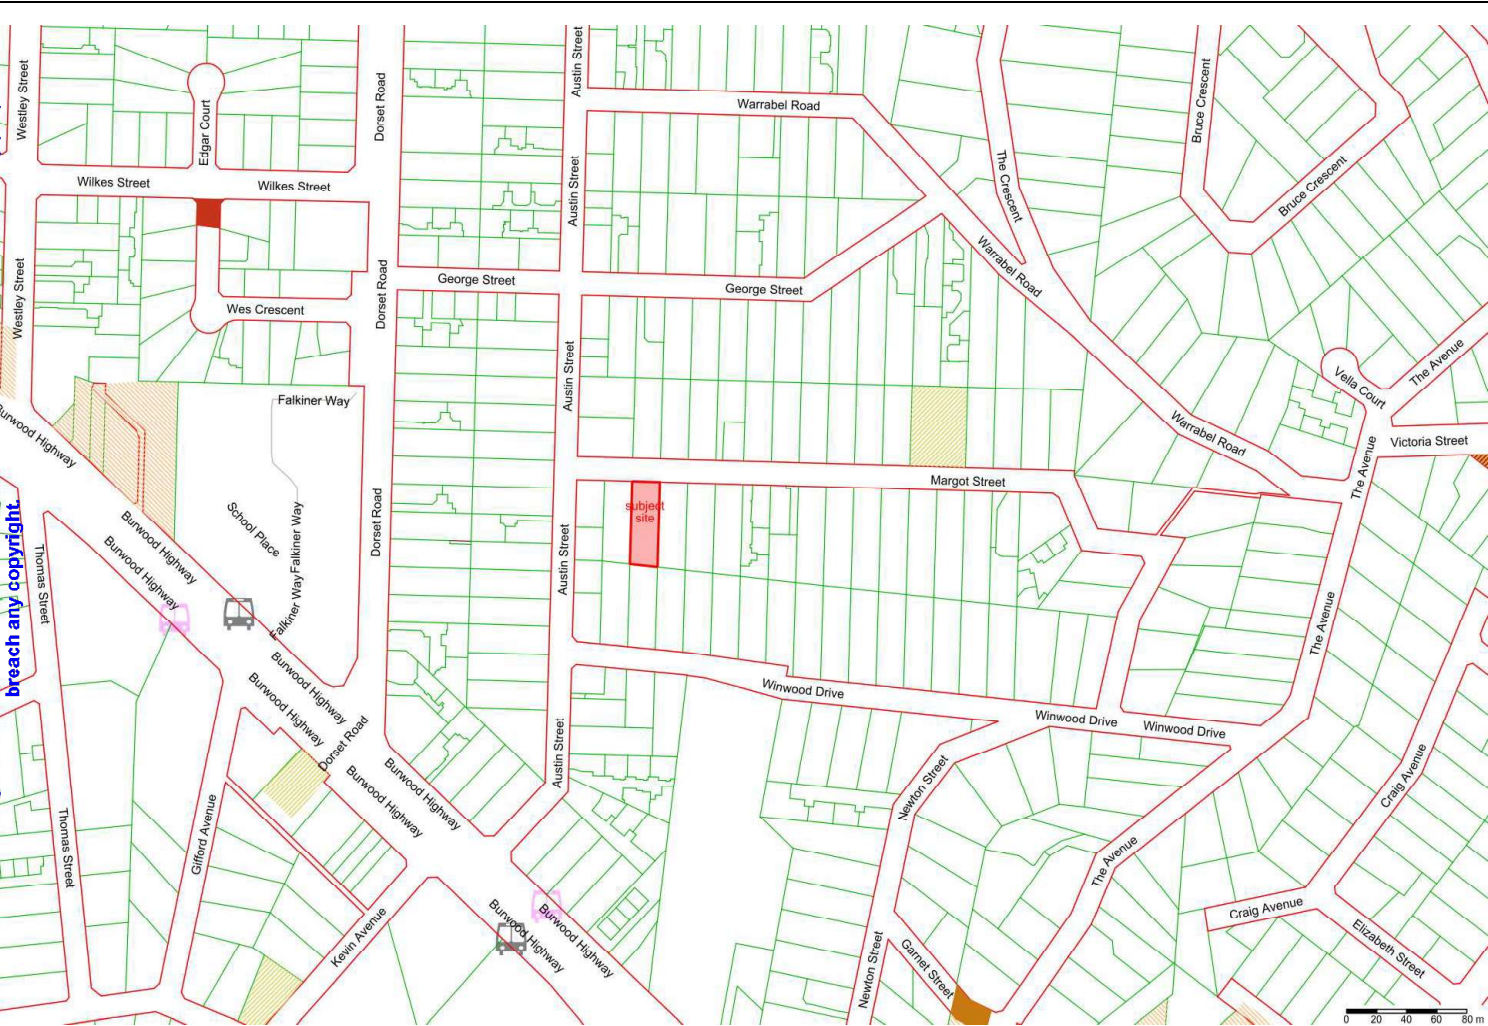 Westley Street
Edgar Court
Dorset Road
Austin Street
Warrabel Road
Bruce Crescent
Wilkes Street
Wilkes Street
Austin Street
The Crescent
Bruce Crescent
Westley Street
Dorset Road
George Street
George Street
Warrabel Road
Wes Crescent
Austin Street
Vella Court
The Avenue
Falkiner Way
Burwood Highway
Warrabel Road
Victoria Street
The Avenue
Margot Street
subject
site
breach any copyright.
School Place
Falkiner Way
Falkiner Way
Dorset Road
Austin Street
Burwood Highway
Burwood Highway
Thomas Street
The Avenue
Burwood Highway
Burwood Highway
Winwood Drive
Winwood Drive
Winwood Drive
Dorset Road
Austin Street
Burwood Highway
Burwood Highway
Newton Street
Craig Avenue
Thomas Street
Gifford Avenue
The Avenue
Craig Avenue
Kevin Avenue
Burwood Highway
Burwood Highway
Newton Street
Garnet Street
Elizabeth Street
0 20 40 60 80 m